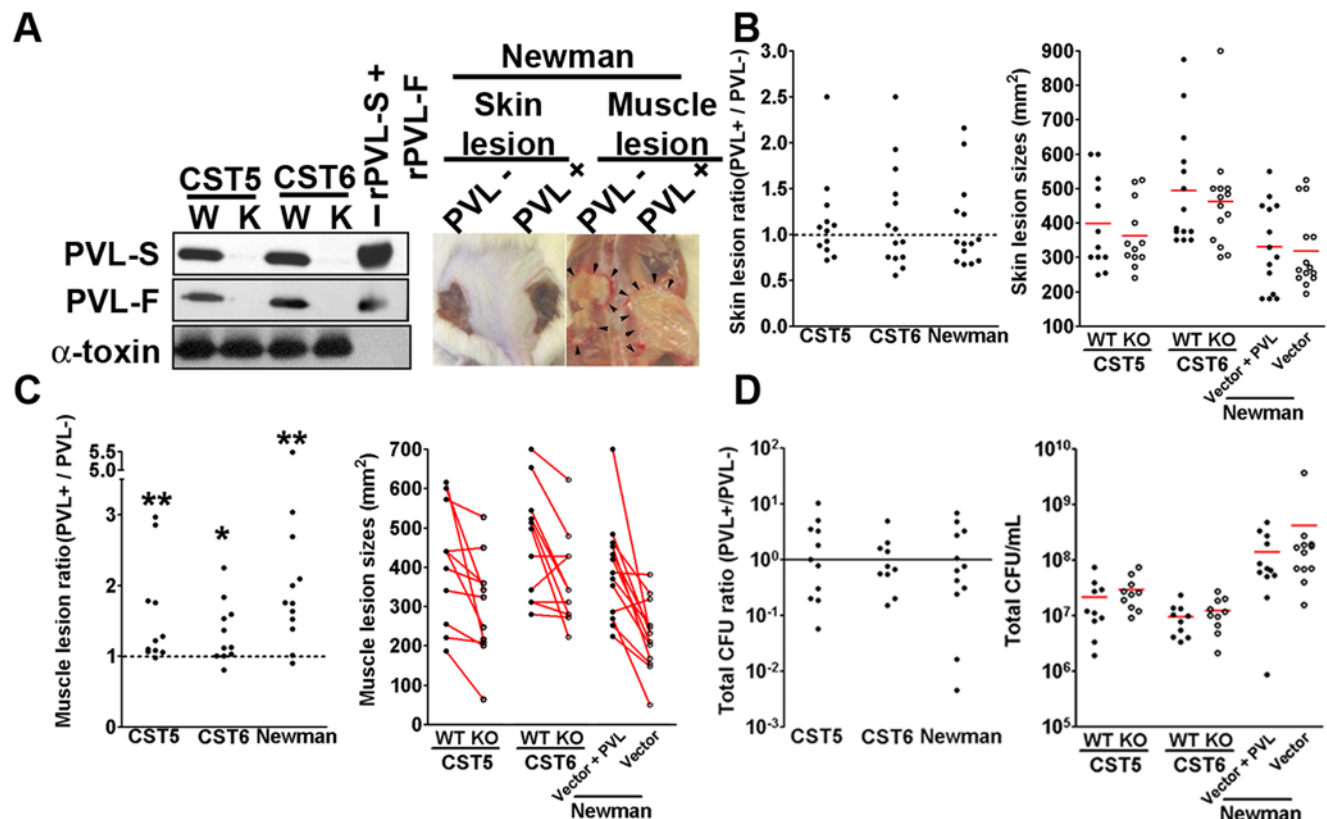 A
Newman
Skin lesion
Muscle lesion
PVL -
PVL +
PVL -
PVL +
CST5
CST6
rPVL-S +
rPVL-F
W K W K –
PVL-S
PVL-F
α-toxin
B
Skin lesion ratio(PVL+ / PVL-)
3.0
2.5
2.0
1.5
1.0
0.5
0.0
CST5 CST6 Newman
Skin lesion sizes (mm²)
900
800
700
600
500
400
300
200
100
WT KO WT KO Vector + PVL Vector
CST5 CST6 Newman
C
Muscle lesion ratio(PVL+ / PVL-)
5.5
5.0
3
2
1
0
** * **
CST5 CST6 Newman
Muscle lesion sizes (mm²)
700
600
500
400
300
200
100
0
WT KO WT KO Vector + PVL Vector
CST5 CST6 Newman
D
Total CFU ratio (PVL+/PVL-)
10²
10¹
10⁰
10⁻¹
10⁻²
10⁻³
CST5 CST6 Newman
Total CFU/mL
10¹⁰
10⁹
10⁸
10⁷
10⁶
10⁵
WT KO WT KO Vector + PVL Vector
CST5 CST6 Newman